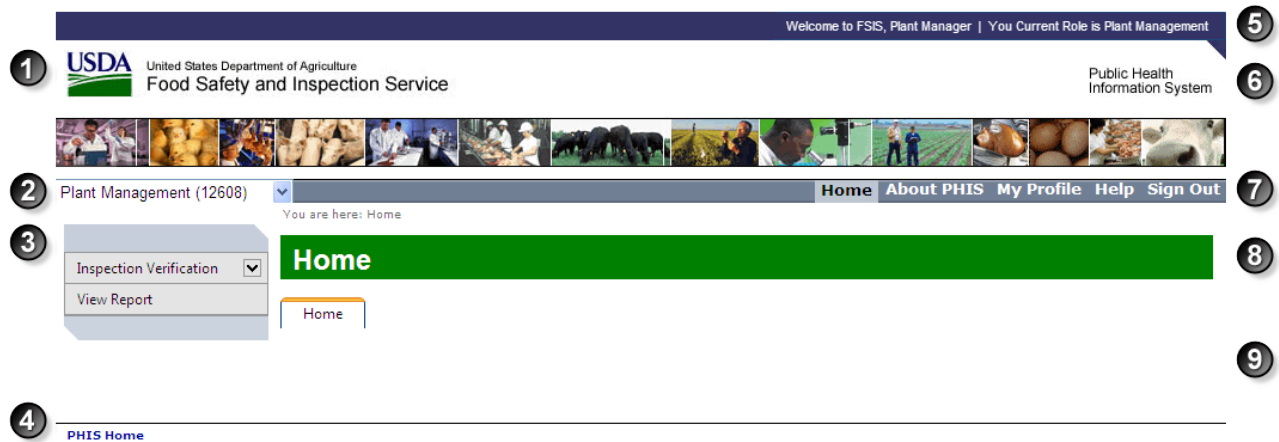 Welcome to FSIS, Plant Manager | You Current Role is Plant Management
5
1
USDA
United States Department of Agriculture
Food Safety and Inspection Service
Public Health
Information System
6
2
Plant Management (12608)
Home About PHIS My Profile Help Sign Out
7
You are here: Home
3
Inspection Verification
View Report
Home
8
Home
9
4
PHIS Home